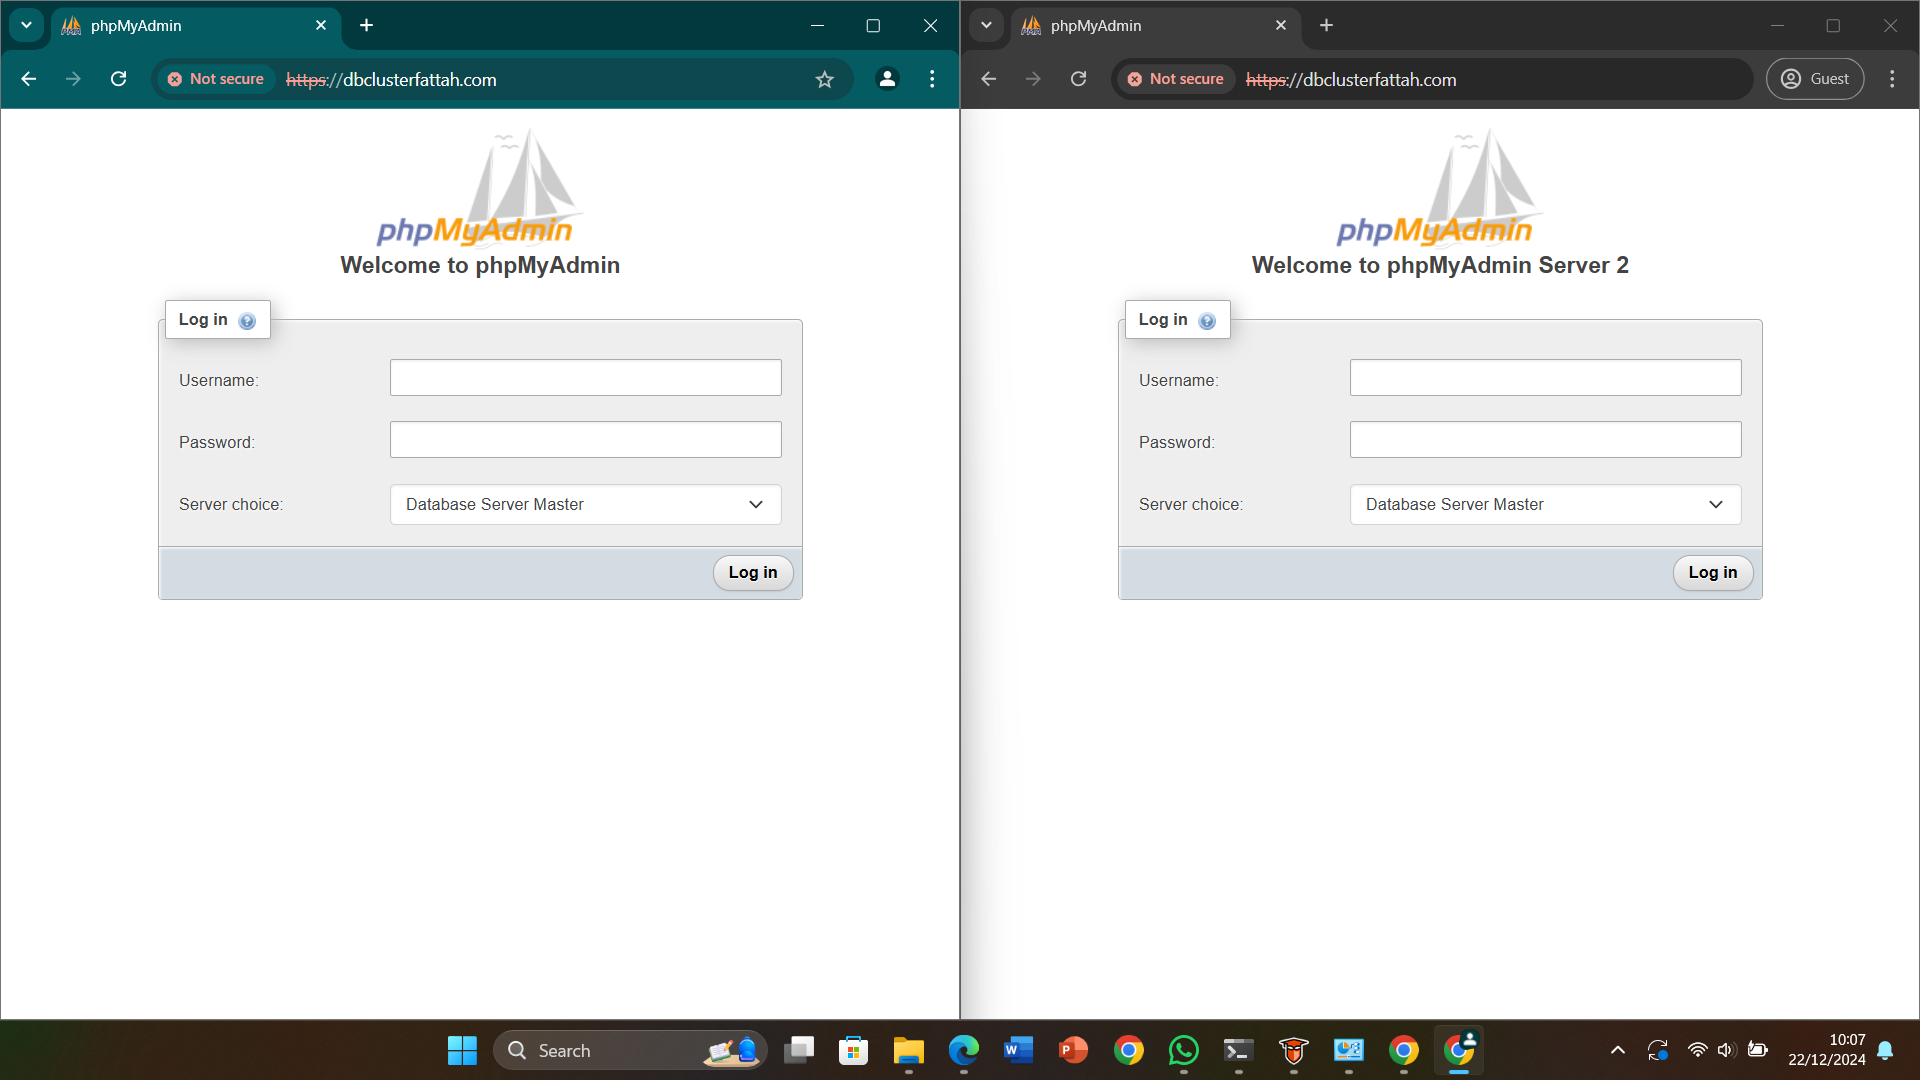 phpMyAdmin
Not secure https://dbclusterfattah.com
phpMyAdmin
Welcome to phpMyAdmin
Log in
Username:
Password:
Server choice: Database Server Master
Log in
phpMyAdmin
Not secure https://dbclusterfattah.com Guest
phpMyAdmin
Welcome to phpMyAdmin Server 2
Log in
Username:
Password:
Server choice: Database Server Master
Log in
Search
10:07
22/12/2024